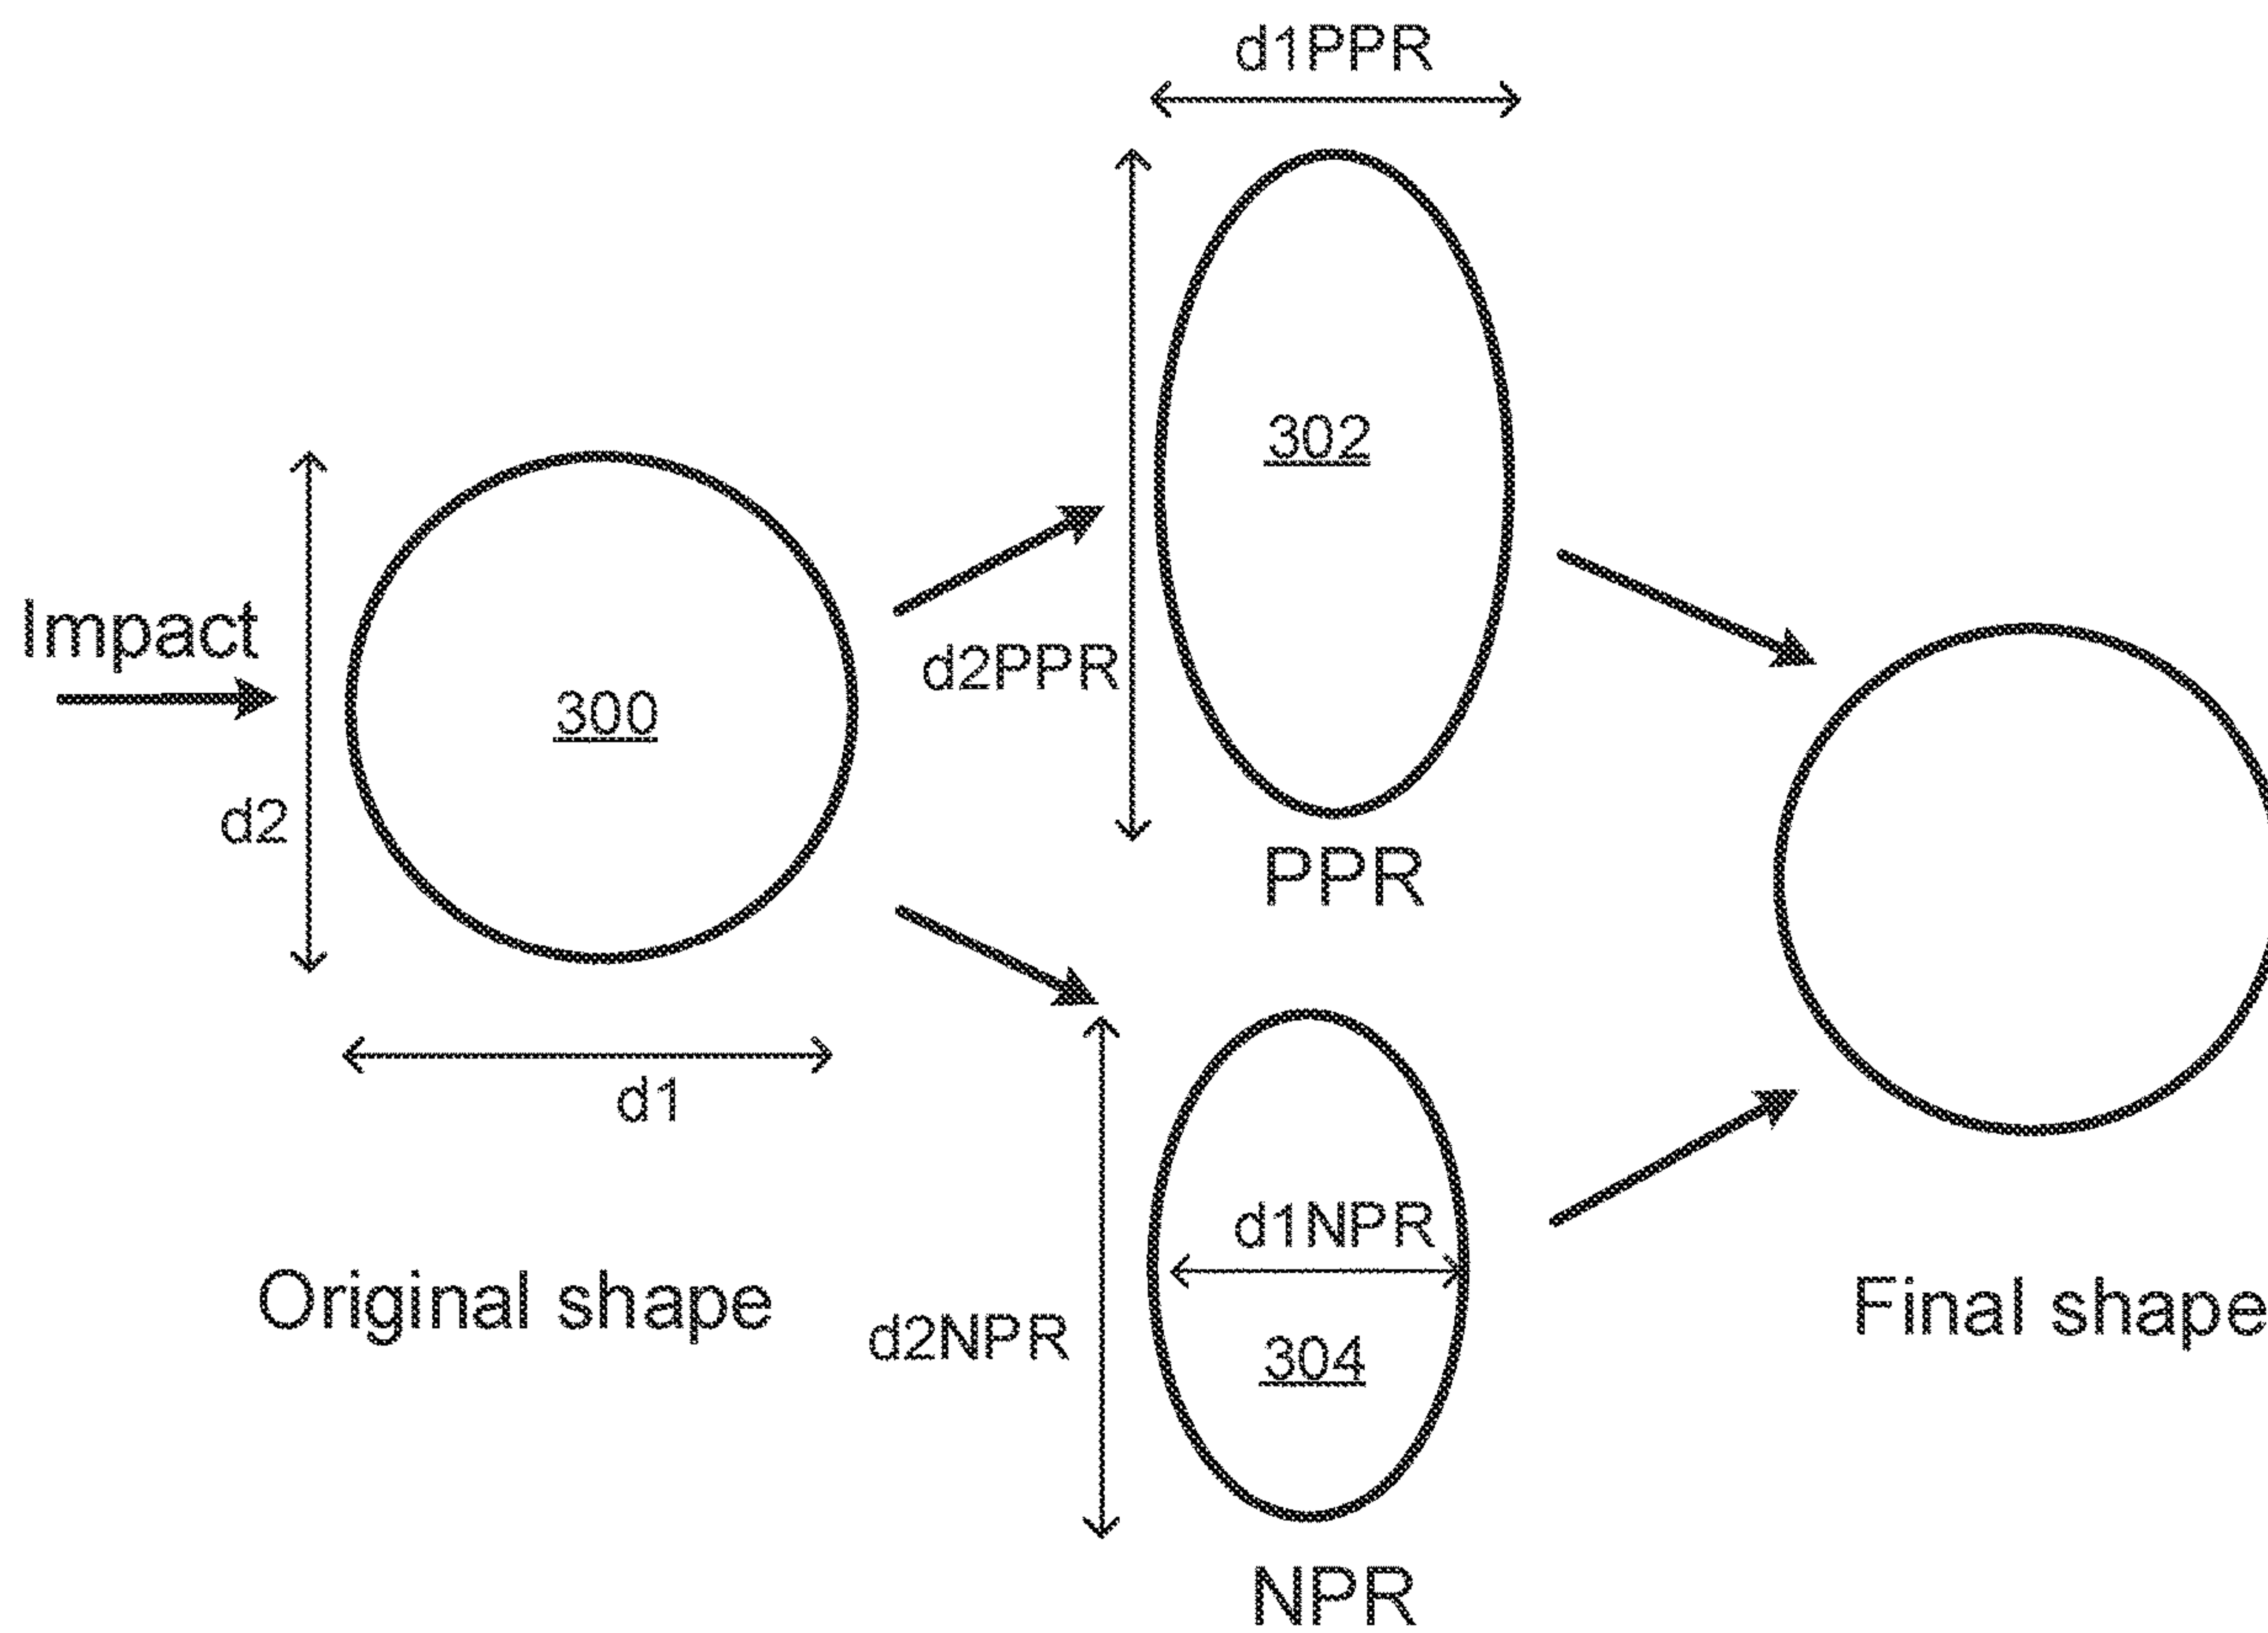 d1PPR
302
d2PPR
Impact
300
d2
PPR
d1
d1NPR
Original shape
d2NPR
304
Final shape
NPR